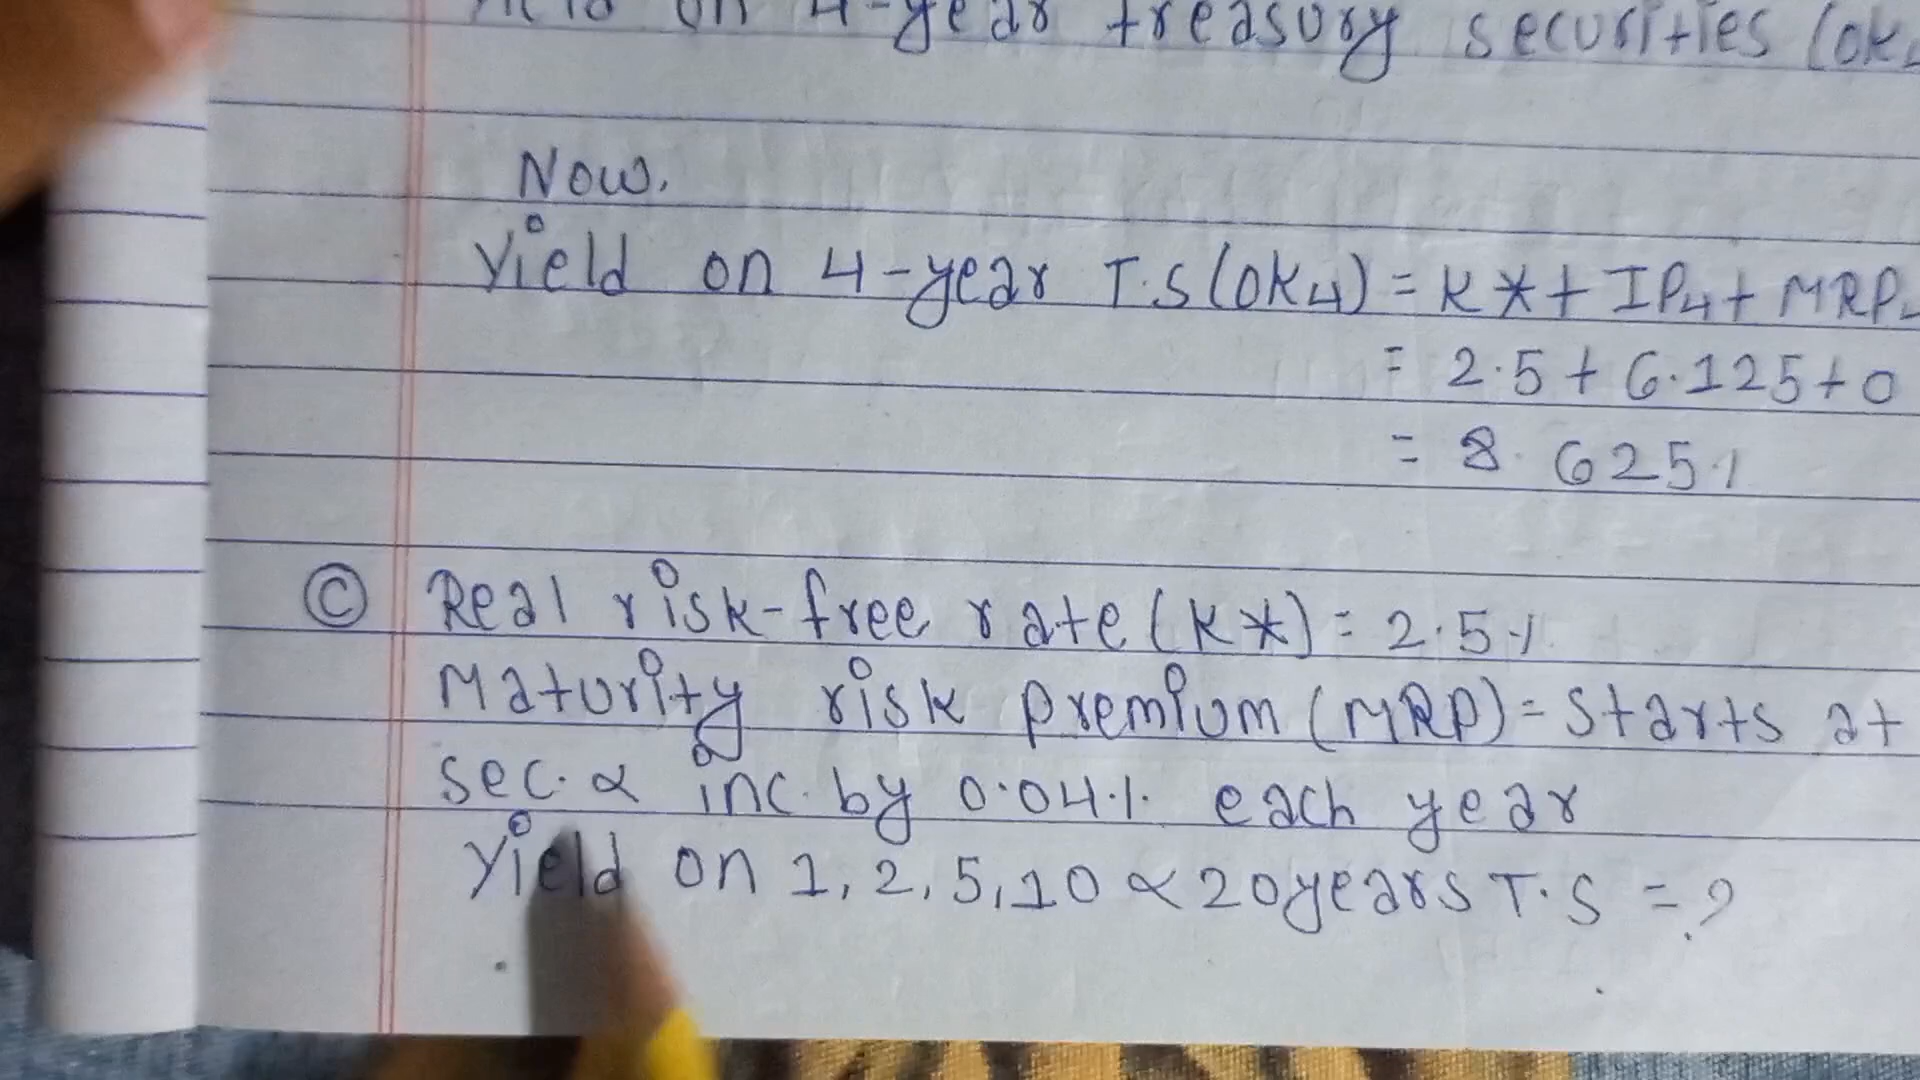 on 4-year treasury securities (ok
Now,
Yield on 4-year T.S (ok4) = K* + IP4 + MRP
= 2.5 + 6.125 + 0
= 8.625%
(C) Real risk-free rate (K*) = 2.5%
Maturity risk premium (MRP) = starts at
sec. & inc. by 0.04% each year
Yield on 1, 2, 5, 10 & 20 years T.S = ?